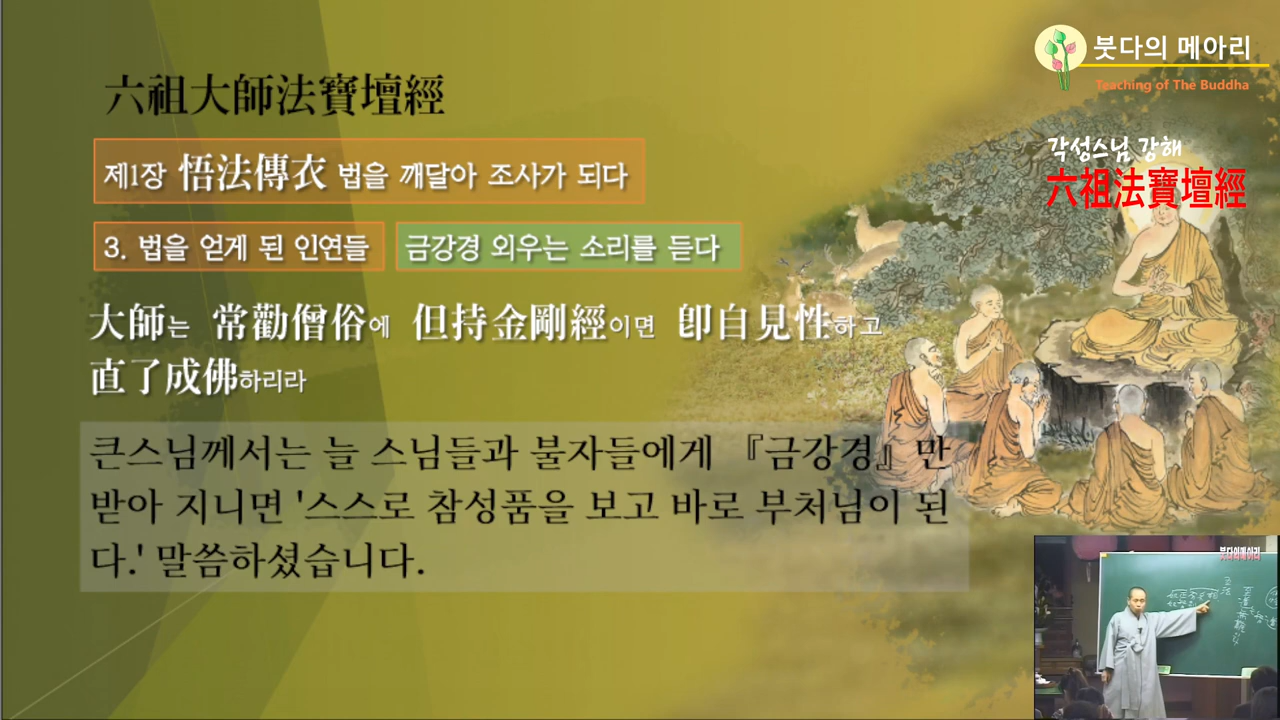 붓다의 메아리
Teaching of The Buddha
六祖大師法寶壇經
각성스님 강해
六祖法寶壇經
제1장 悟法傳衣 법을 깨달아 조사가 되다
3. 법을 얻게 된 인연들 금강경 외우는 소리를 듣다
大師는 常勸僧俗에 但持金剛經이면 卽自見性하고
直了成佛하리라
큰스님께서는 늘 스님들과 불자들에게 『금강경』만
받아 지니면 '스스로 참성품을 보고 바로 부처님이 된
다.' 말씀하셨습니다.
붓다의메아리